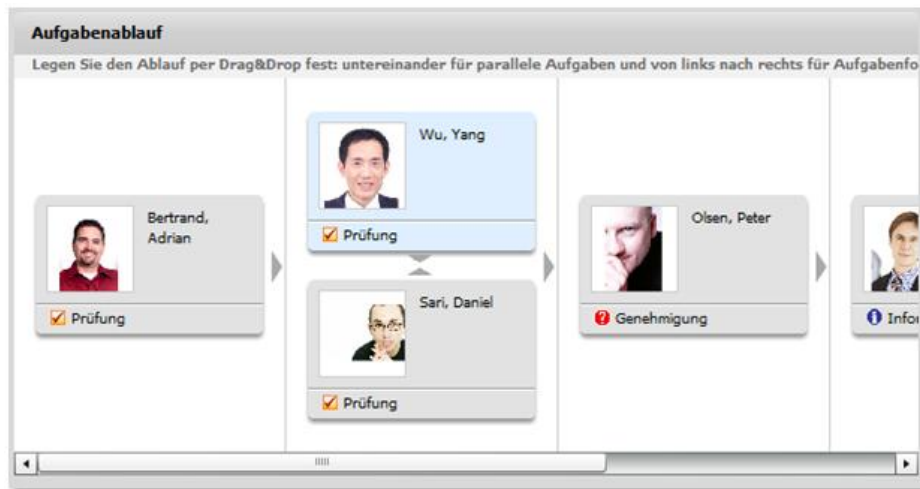 Aufgabenablauf
Legen Sie den Ablauf per Drag&Drop fest: untereinander für parallele Aufgaben und von links nach rechts für Aufgabenfo
Bertrand,
Adrian
Prüfung
Wu, Yang
Prüfung
Sari, Daniel
Prüfung
Olsen, Peter
Genehmigung
Infor